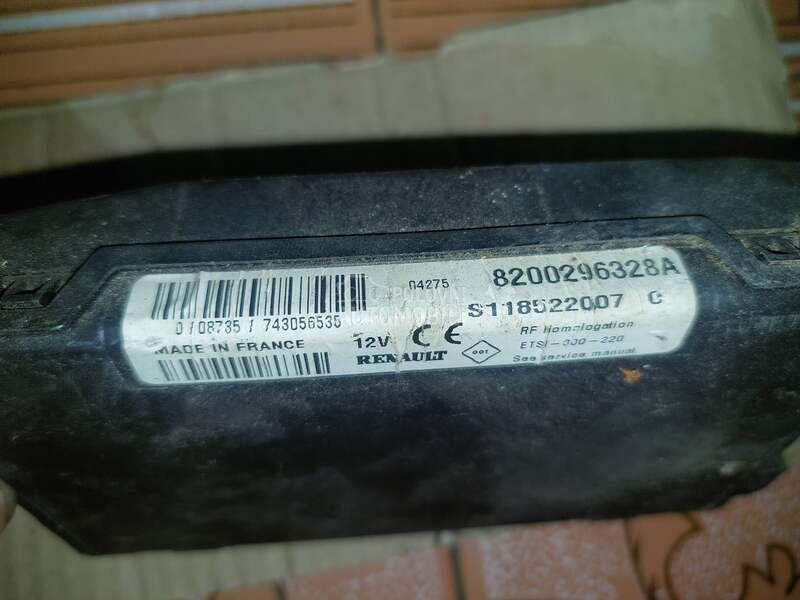 04275 8200296328A
S118522007 C
0/08735 / 743056535
MADE IN FRANCE 12V CE
RENAULT
001
RF Homologation
ETSI-300-220
See service manual